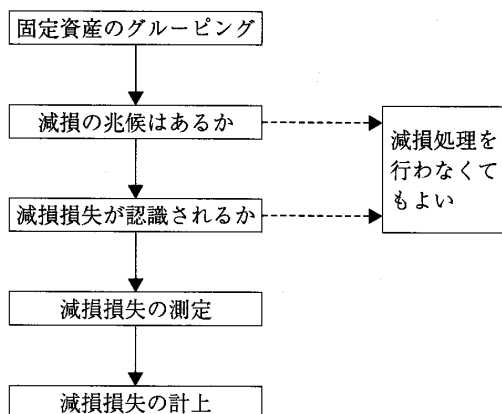 固定資産のグルーピング
減損の兆候はあるか
減損処理を
行わなくて
もよい
減損損失が認識されるか
減損損失の測定
減損損失の計上